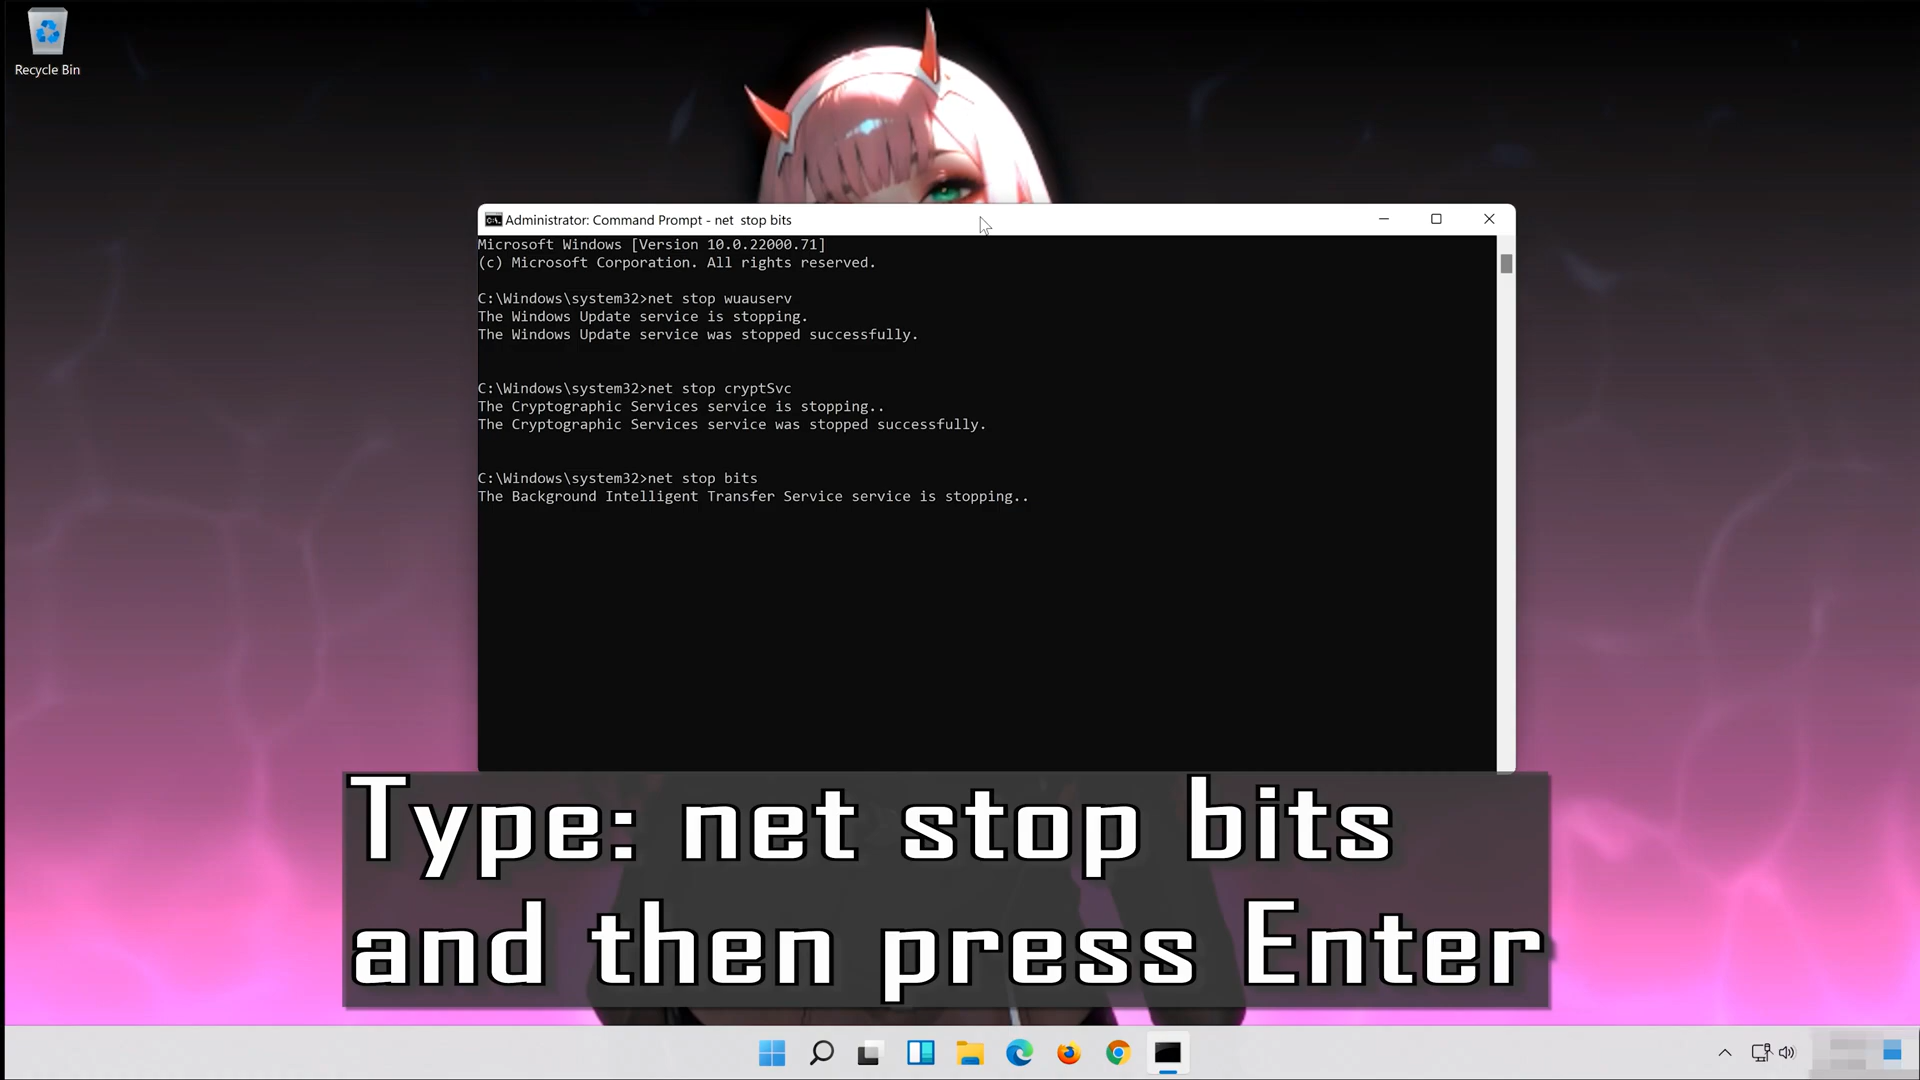 Recycle Bin
Administrator: Command Prompt - net  stop bits
Microsoft Windows [Version 10.0.22000.71]
(c) Microsoft Corporation. All rights reserved.
C:\Windows\system32>net stop wuauserv
The Windows Update service is stopping.
The Windows Update service was stopped successfully.
C:\Windows\system32>net stop cryptSvc
The Cryptographic Services service is stopping..
The Cryptographic Services service was stopped successfully.
C:\Windows\system32>net stop bits
The Background Intelligent Transfer Service service is stopping..
Type: net stop bits
and then press Enter